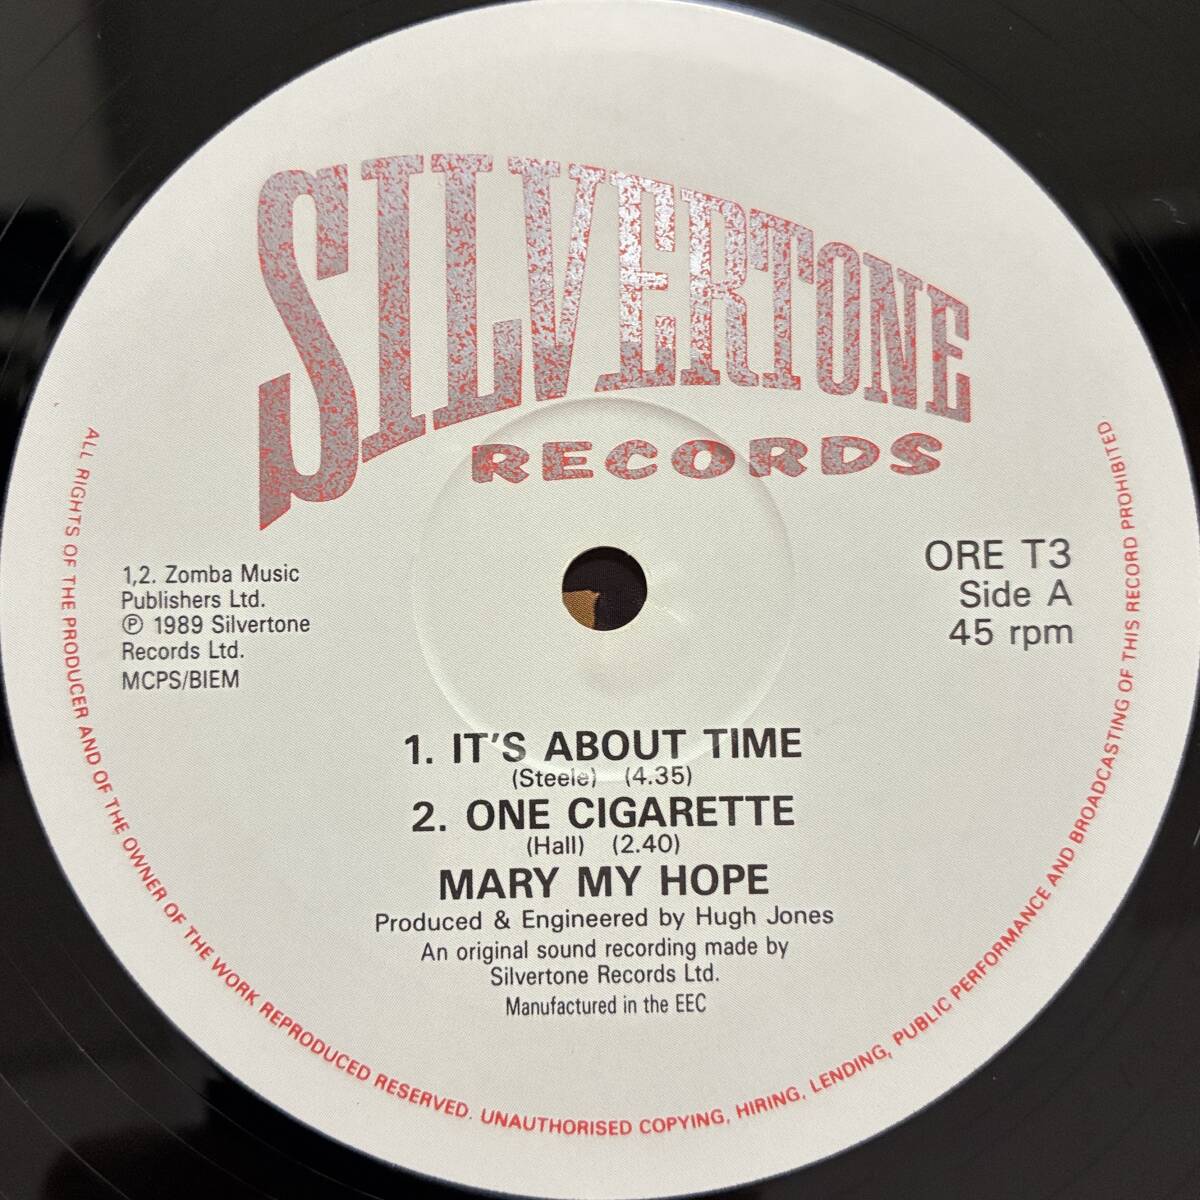 SILVERTONE
RECORDS
1,2. Zomba Music
Publishers Ltd.
℗ 1989 Silvertone
Records Ltd.
MCPS/BIEM
ORE T3
Side A
45 rpm
1. IT'S ABOUT TIME
(Steele) (4.35)
2. ONE CIGARETTE
(Hall) (2.40)
MARY MY HOPE
Produced & Engineered by Hugh Jones
An original sound recording made by
Silvertone Records Ltd.
Manufactured in the EEC
ALL RIGHTS OF THE PRODUCER AND OF THE OWNER OF THE WORK REPRODUCED RESERVED. UNAUTHORISED COPYING, HIRING, LENDING, PUBLIC PERFORMANCE AND BROADCASTING OF THIS RECORD PROHIBITED